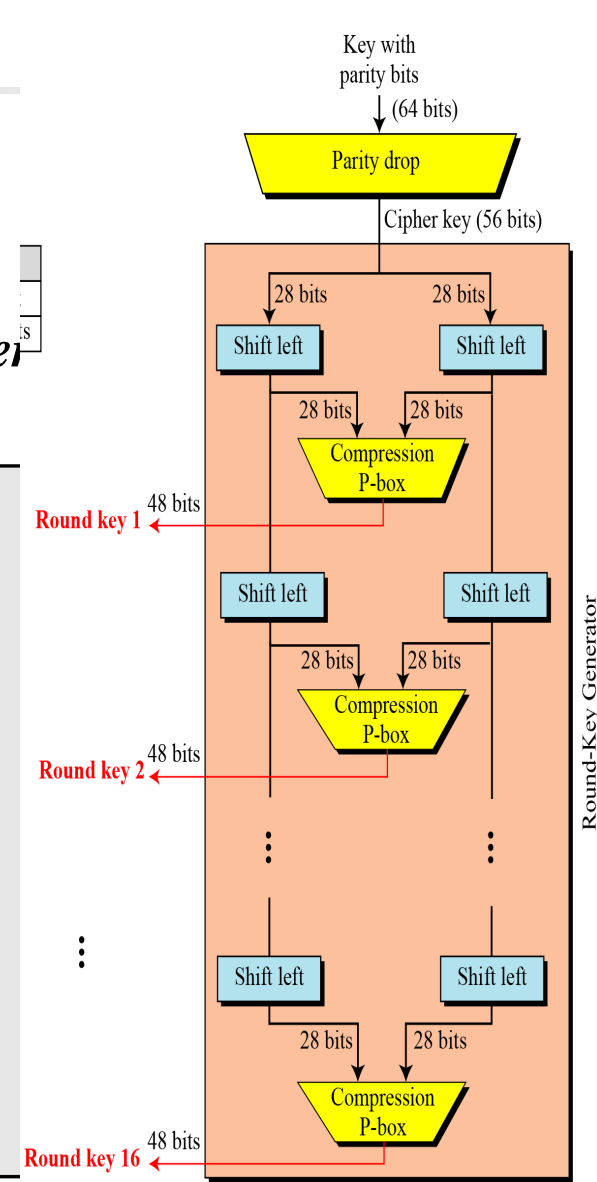 Key with
parity bits
(64 bits)
Parity drop
Cipher key (56 bits)
28 bits 28 bits
Shift left Shift left
28 bits 28 bits
Compression
P-box
48 bits
Round key 1
Shift left Shift left
28 bits 28 bits
Compression
P-box
48 bits
Round key 2
Round-Key Generator
Shift left Shift left
28 bits 28 bits
Compression
P-box
48 bits
Round key 16